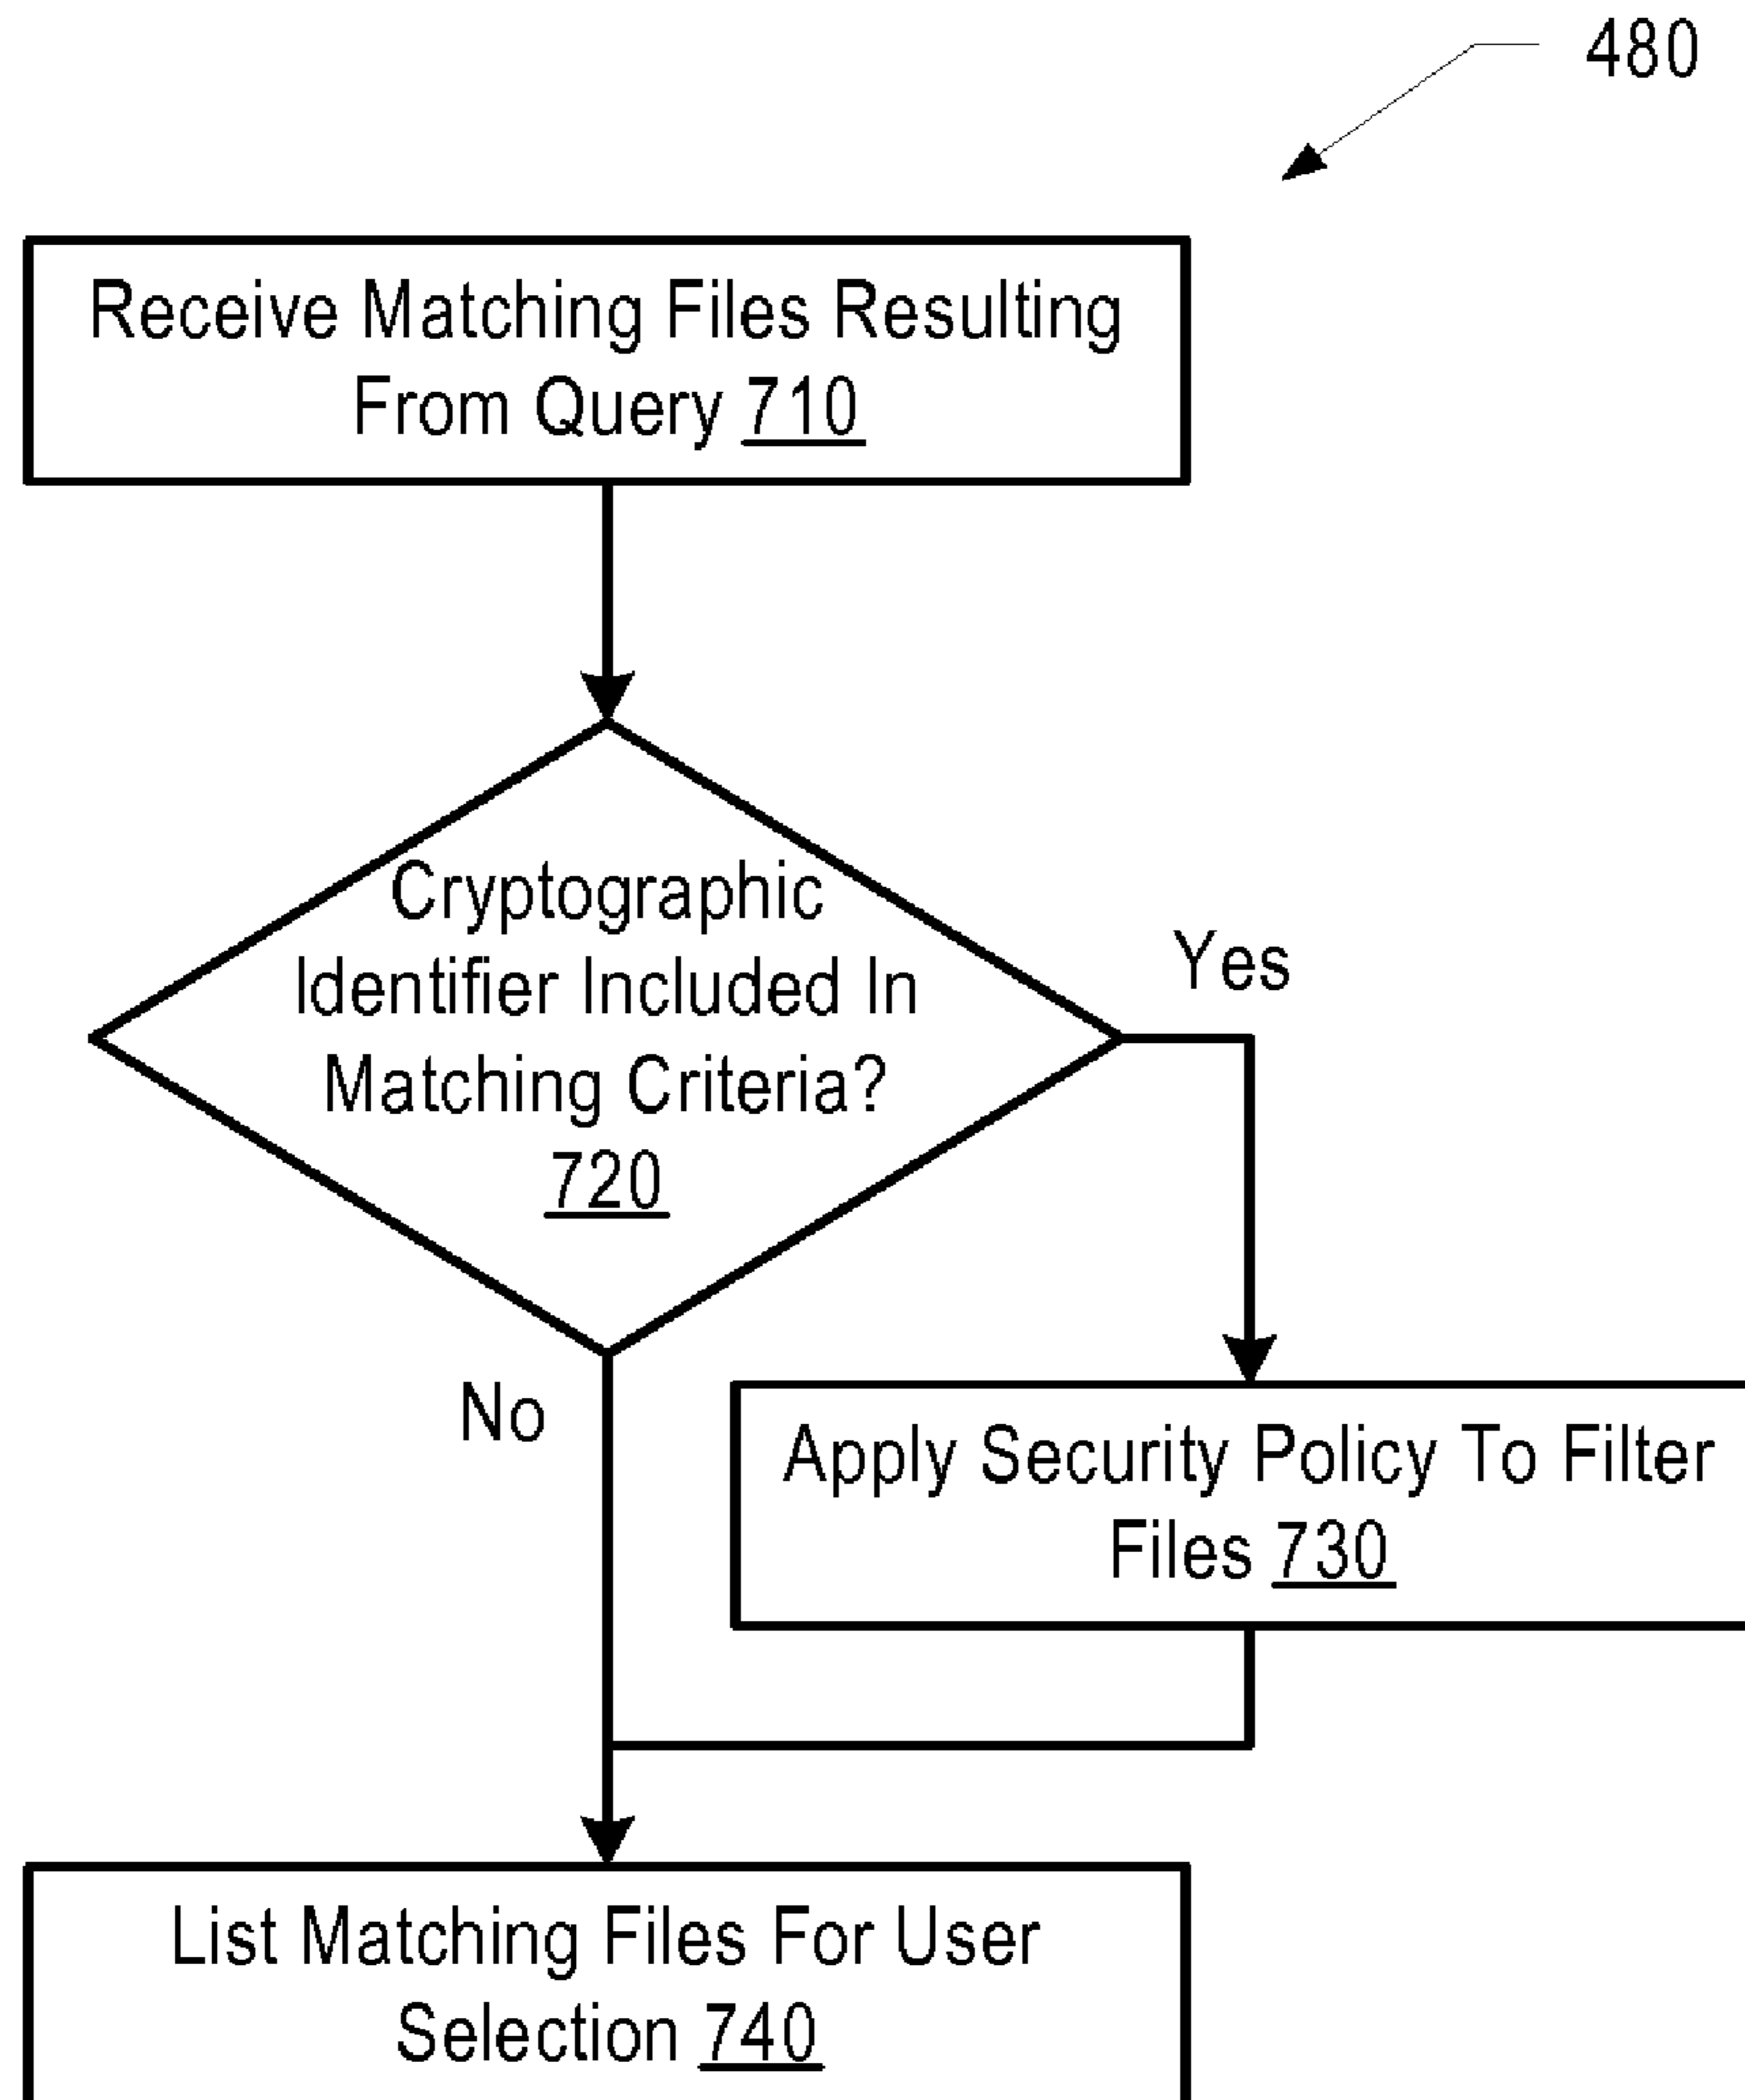 480
Receive Matching Files Resulting
From Query 710
Cryptographic
Identifier Included In
Matching Criteria?
720
Yes
No
Apply Security Policy To Filter
Files 730
List Matching Files For User
Selection 740